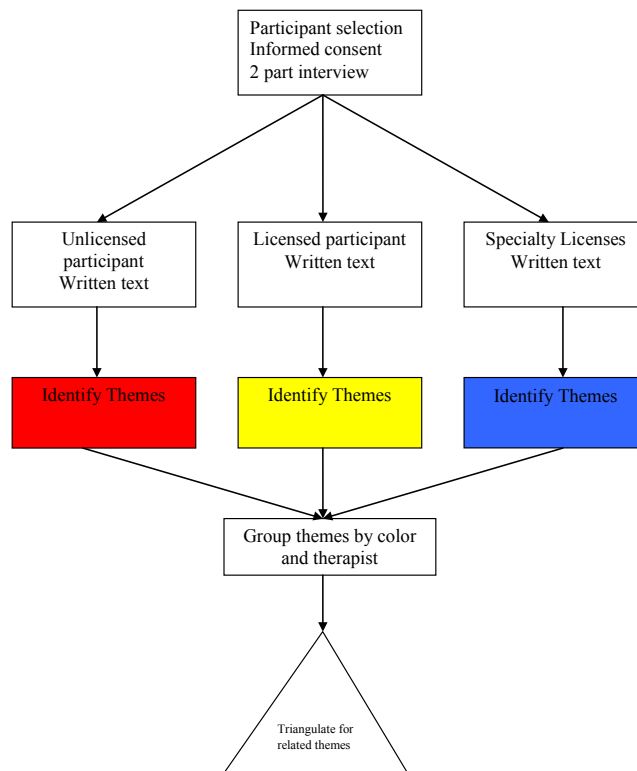 Participant selection
Informed consent
2 part interview
Unlicensed
participant
Written text
Licensed participant
Written text
Specialty Licenses
Written text
Identify Themes
Identify Themes
Identify Themes
Group themes by color
and therapist
Triangulate for
related themes